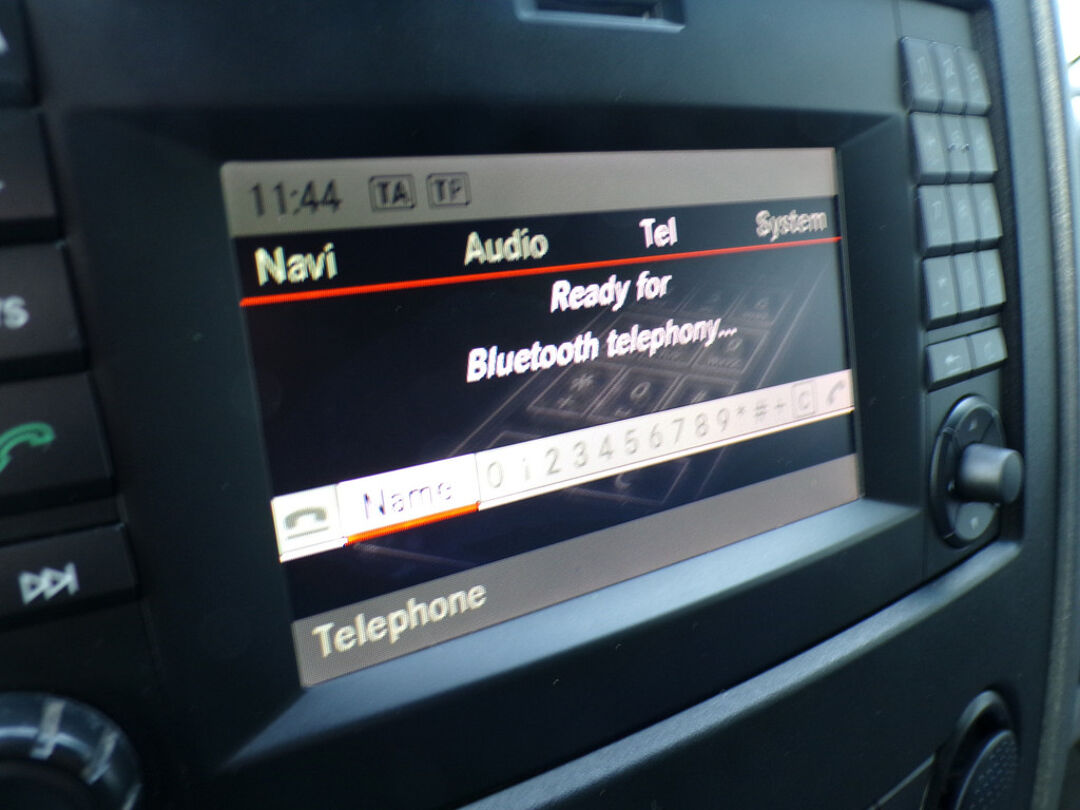 11:44 TA TP
Navi Audio Tel System
Ready for
Bluetooth telephony...
Name 0 1 2 3 4 5 6 7 8 9 * # + C
Telephone